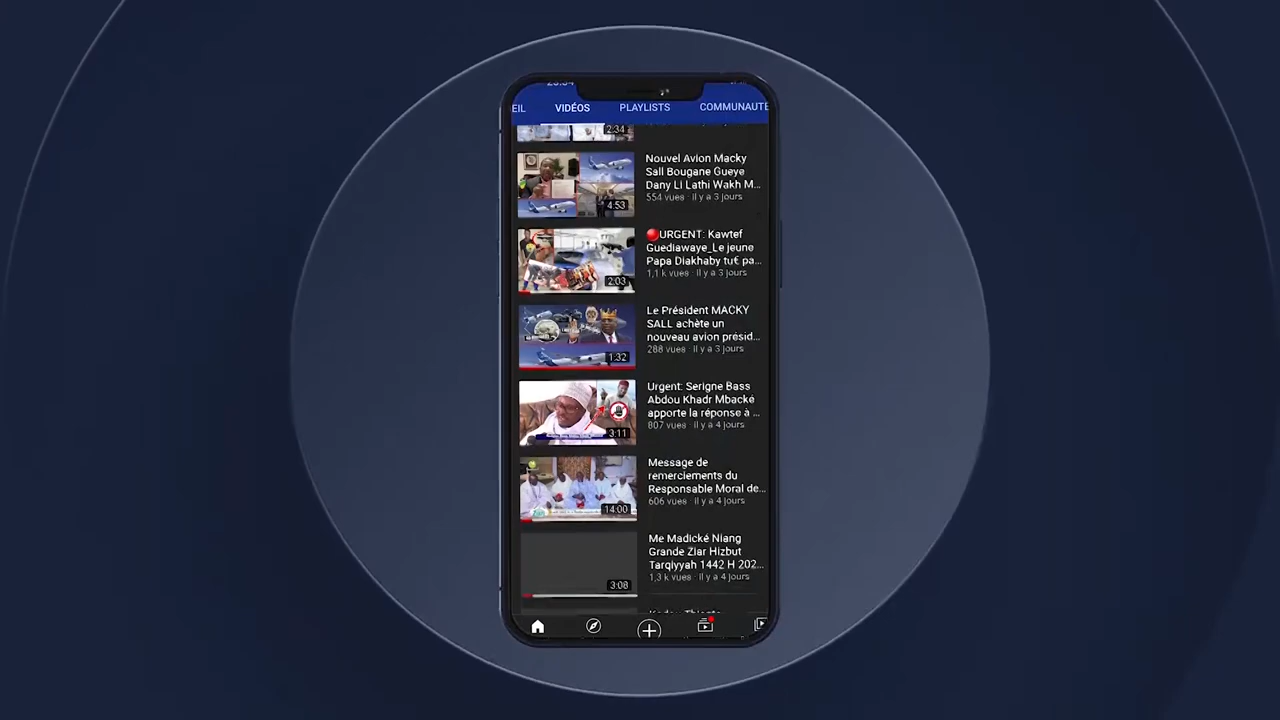 EIL VIDÉOS PLAYLISTS COMMUNAUTÉ
2:34
Nouvel Avion Macky
Sall Bougane Gueye
Dany Li Lathi Wakh M...
554 vues · il y a 3 jours
4:53
URGENT: Kawtef
Guediawaye_Le jeune
Papa Diakhaby tu€ pa...
1,1 k vues · Il y a 3 jours
2:03
Le Président MACKY
SALL achète un
nouveau avion présid...
288 vues · Il y a 3 jours
1:32
Urgent: Serigne Bass
Abdou Khadr Mbacké
apporte la réponse à ...
807 vues · Il y a 4 jours
3:11
Message de
remerciements du
Responsable Moral de...
606 vues · Il y a 4 jours
14:00
Me Madické Niang
Grande Ziar Hizbut
Tarqiyyah 1442 H 202...
1,3 k vues · Il y a 4 jours
3:08